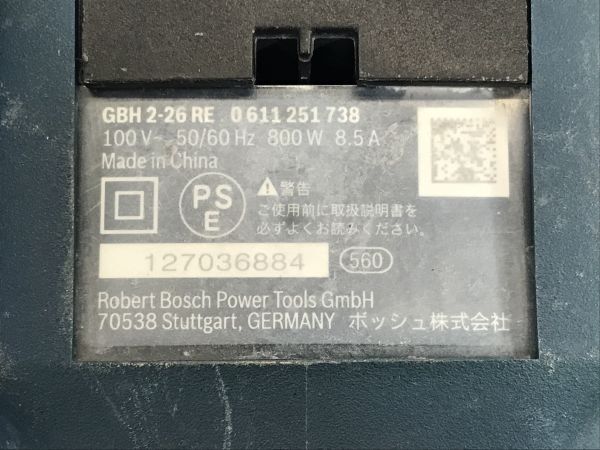 GBH 2-26 RE 0 611 251 738
100 V~ 50/60 Hz 800 W 8.5 A
Made in China
PS
E
警告
ご使用前に取扱説明書を
必ずよくお読みください。
127036884 560
Robert Bosch Power Tools GmbH
70538 Stuttgart, GERMANY ボッシュ株式会社